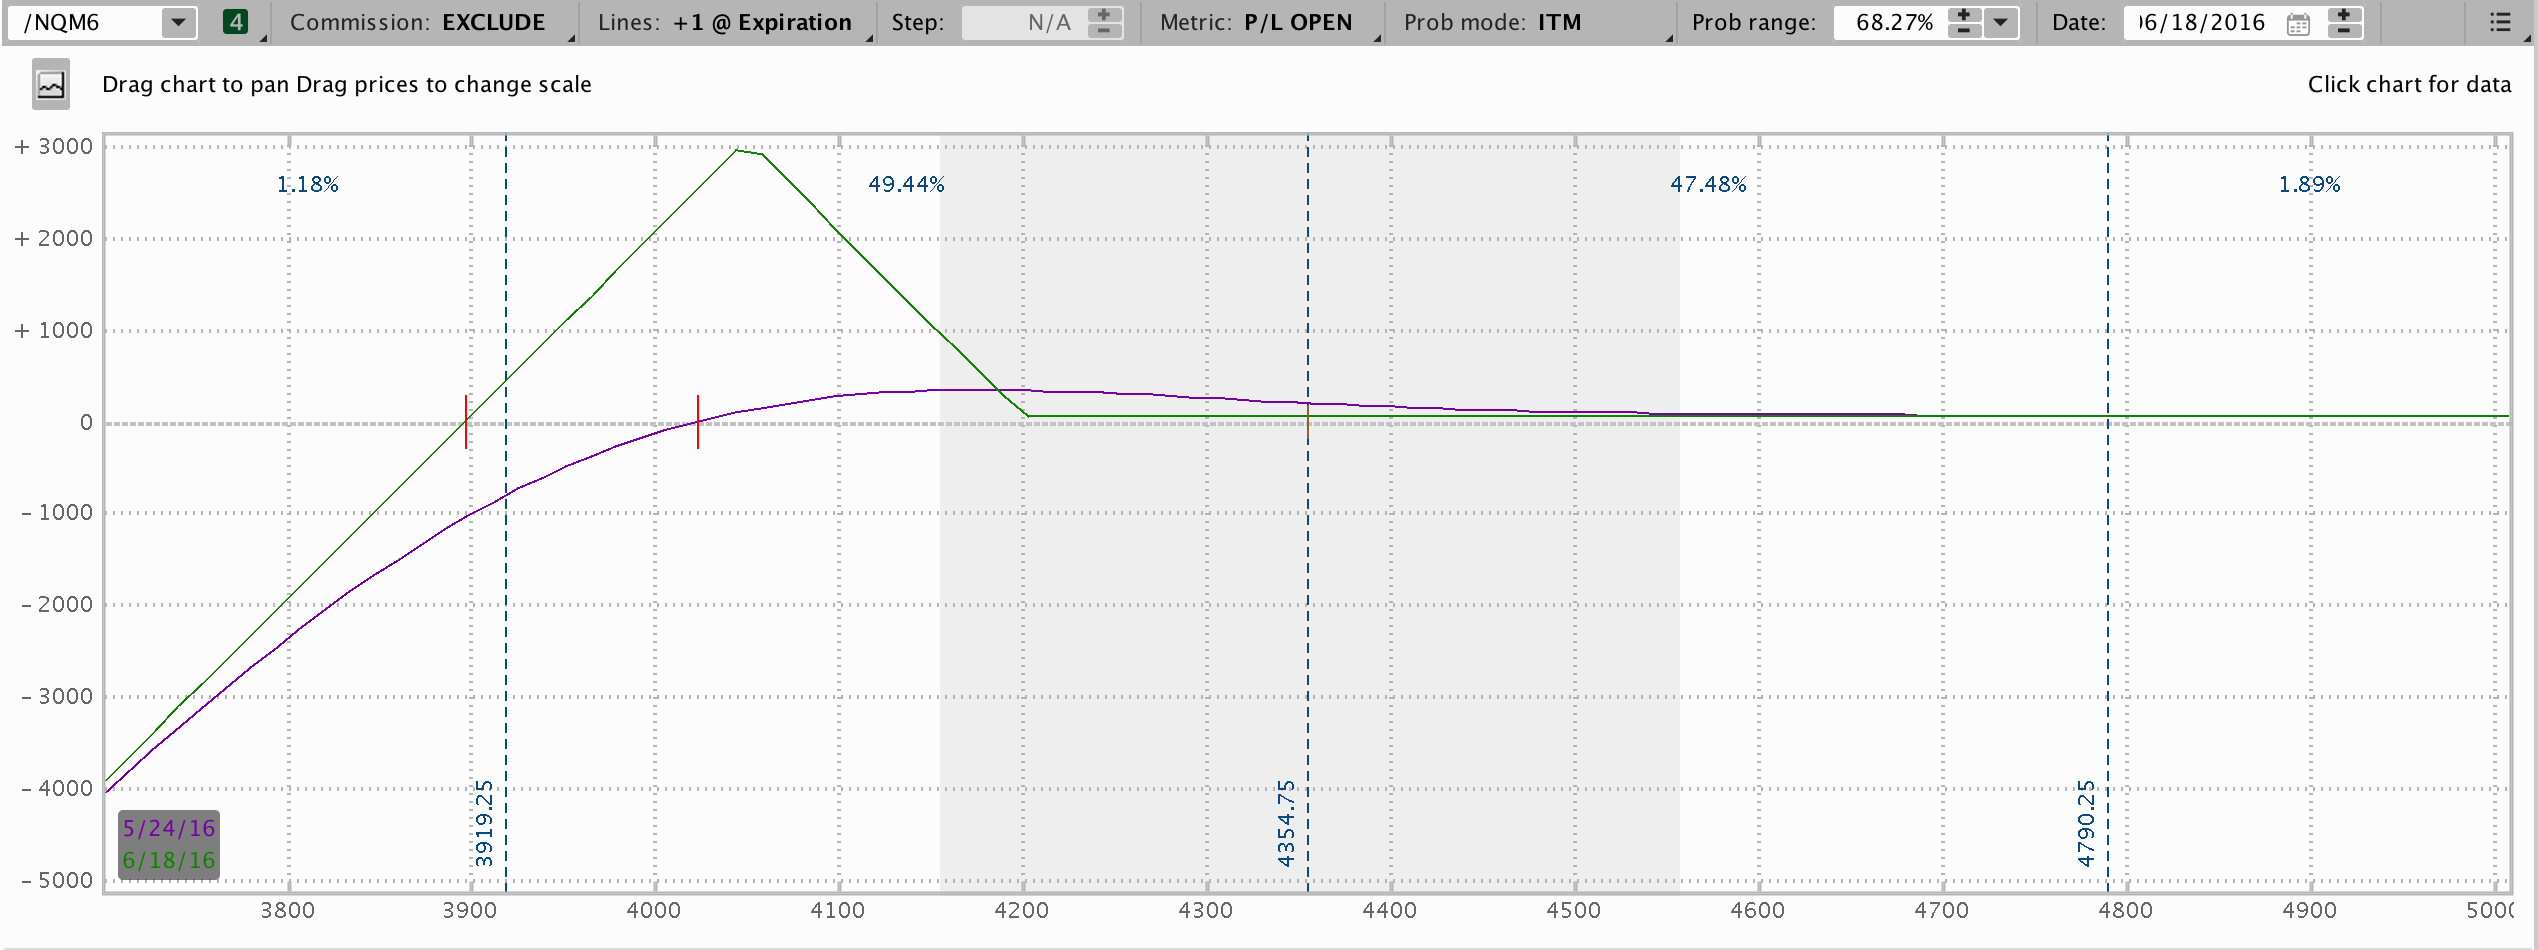 /NQM6 4 Commission: EXCLUDE Lines: +1 @ Expiration Step: N/A Metric: P/L OPEN Prob mode: ITM Prob range: 68.27% Date: 06/18/2016
Drag chart to pan Drag prices to change scale Click chart for data
+ 3000
1.18% 49.44% 47.48% 1.89%
+ 2000
+ 1000
0
- 1000
- 2000
- 3000
- 4000
3919.25 4354.75 4790.25
5/24/16
6/18/16
- 5000
3800 3900 4000 4100 4200 4300 4400 4500 4600 4700 4800 4900 5000